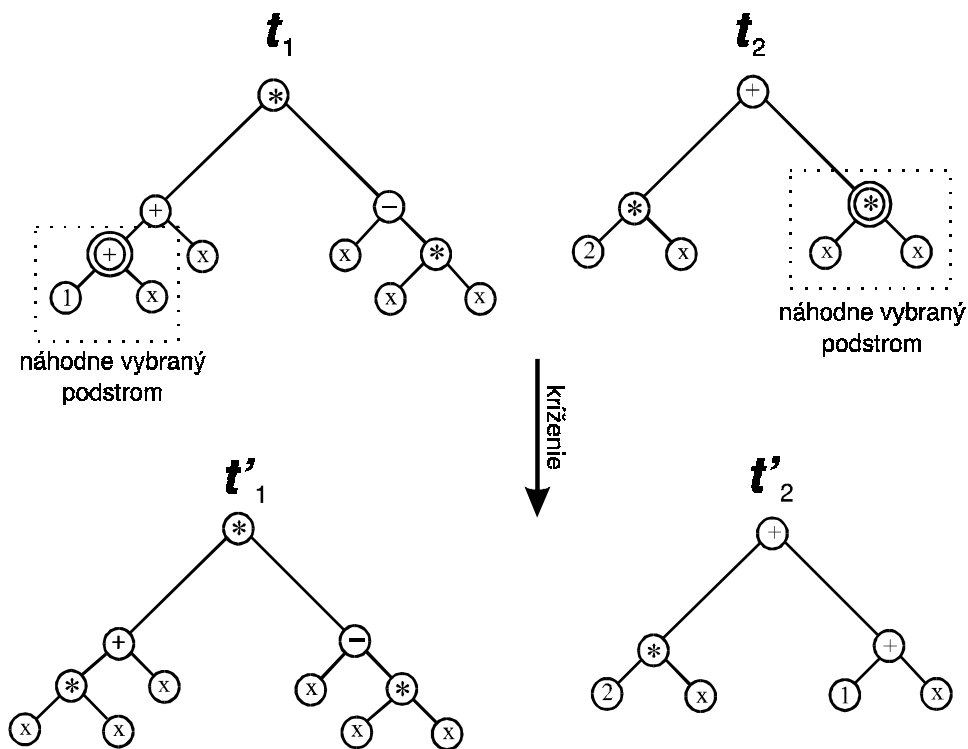 t1 t2
* +
+ − * *
+ x x * 2 x x x
1 x x x
náhodne vybraný
podstrom
náhodne vybraný
podstrom
kríženie
t’1 t’2
* +
+ − * +
* x x * 2 x 1 x
x x x x